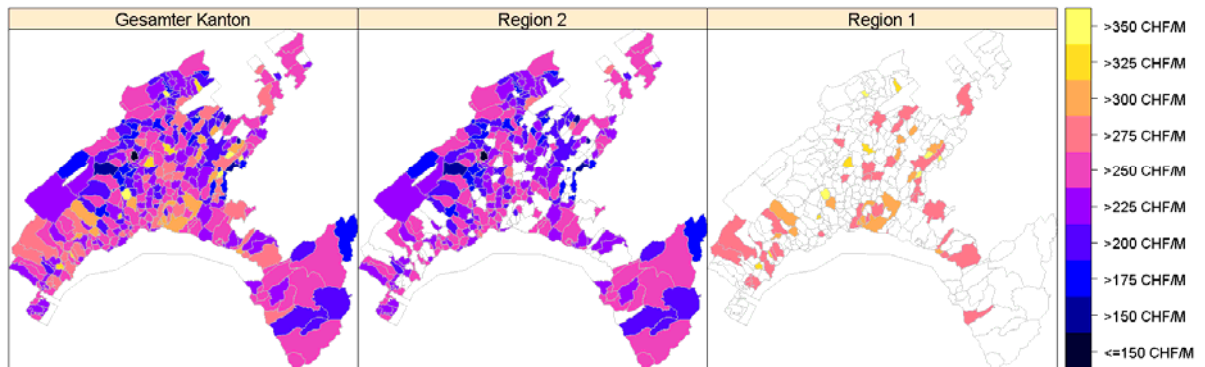 Gesamter Kanton
Region 2
Region 1
>350 CHF/M
>325 CHF/M
>300 CHF/M
>275 CHF/M
>250 CHF/M
>225 CHF/M
>200 CHF/M
>175 CHF/M
>150 CHF/M
<=150 CHF/M